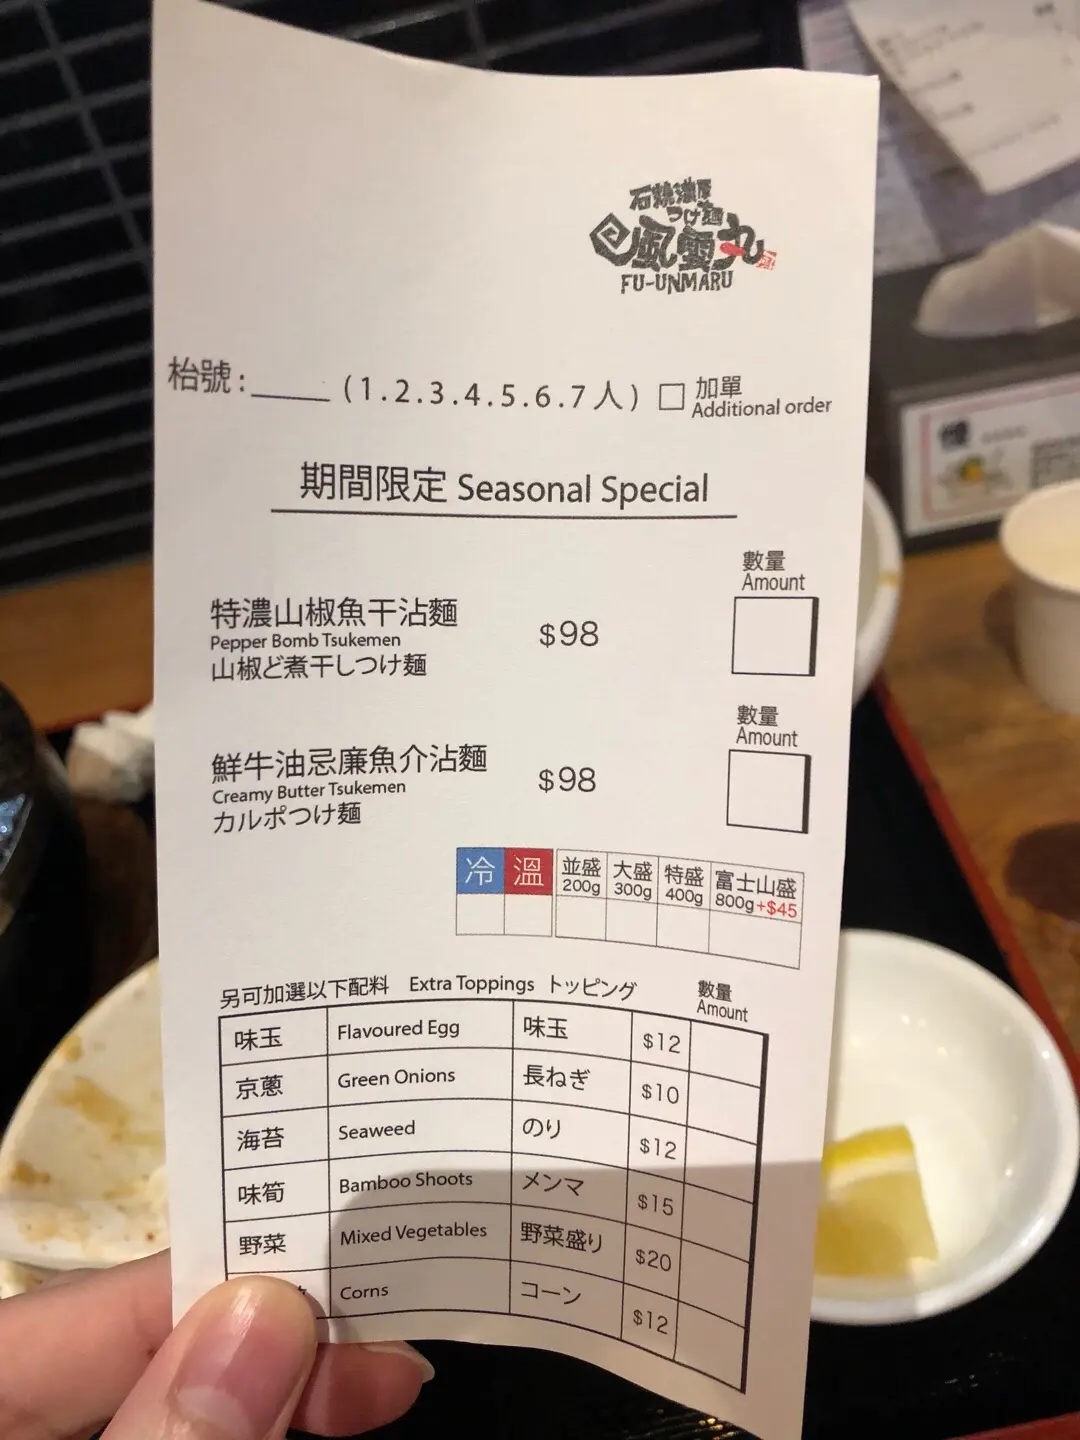 石焼濃厚
つけ麺
風雲丸
FU-UNMARU
枱號:____ (1.2.3.4.5.6.7人) □ 加單
Additional order
期間限定 Seasonal Special
數量
Amount
特濃山椒魚干沾麵
Pepper Bomb Tsukemen
山椒ど煮干しつけ麵
$98
數量
Amount
鮮牛油忌廉魚介沾麵
Creamy Butter Tsukemen
カルボつけ麵
$98
冷 溫 並盛 200g 大盛 300g 特盛 400g 富士山盛 800g+$45
另可加選以下配料 Extra Toppings トッピング 數量 Amount
味玉 Flavoured Egg 味玉 $12
京蔥 Green Onions 長ねぎ $10
海苔 Seaweed のり $12
味筍 Bamboo Shoots メンマ $15
野菜 Mixed Vegetables 野菜盛り $20
Corns コーン $12